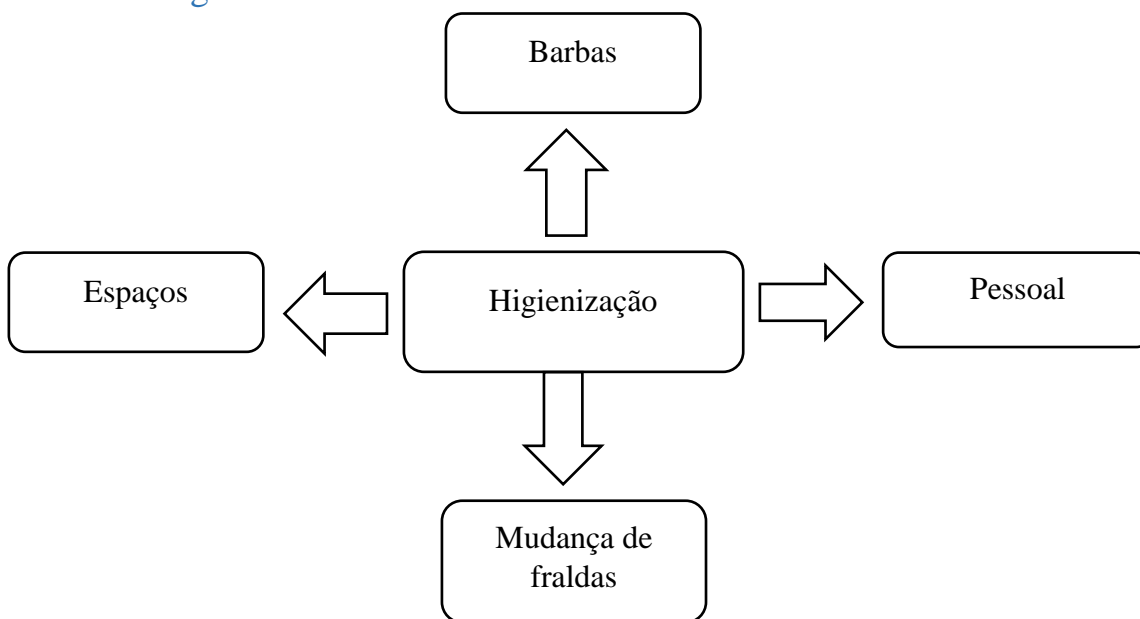 Barbas
Espaços
Higienização
Pessoal
Mudança de
fraldas